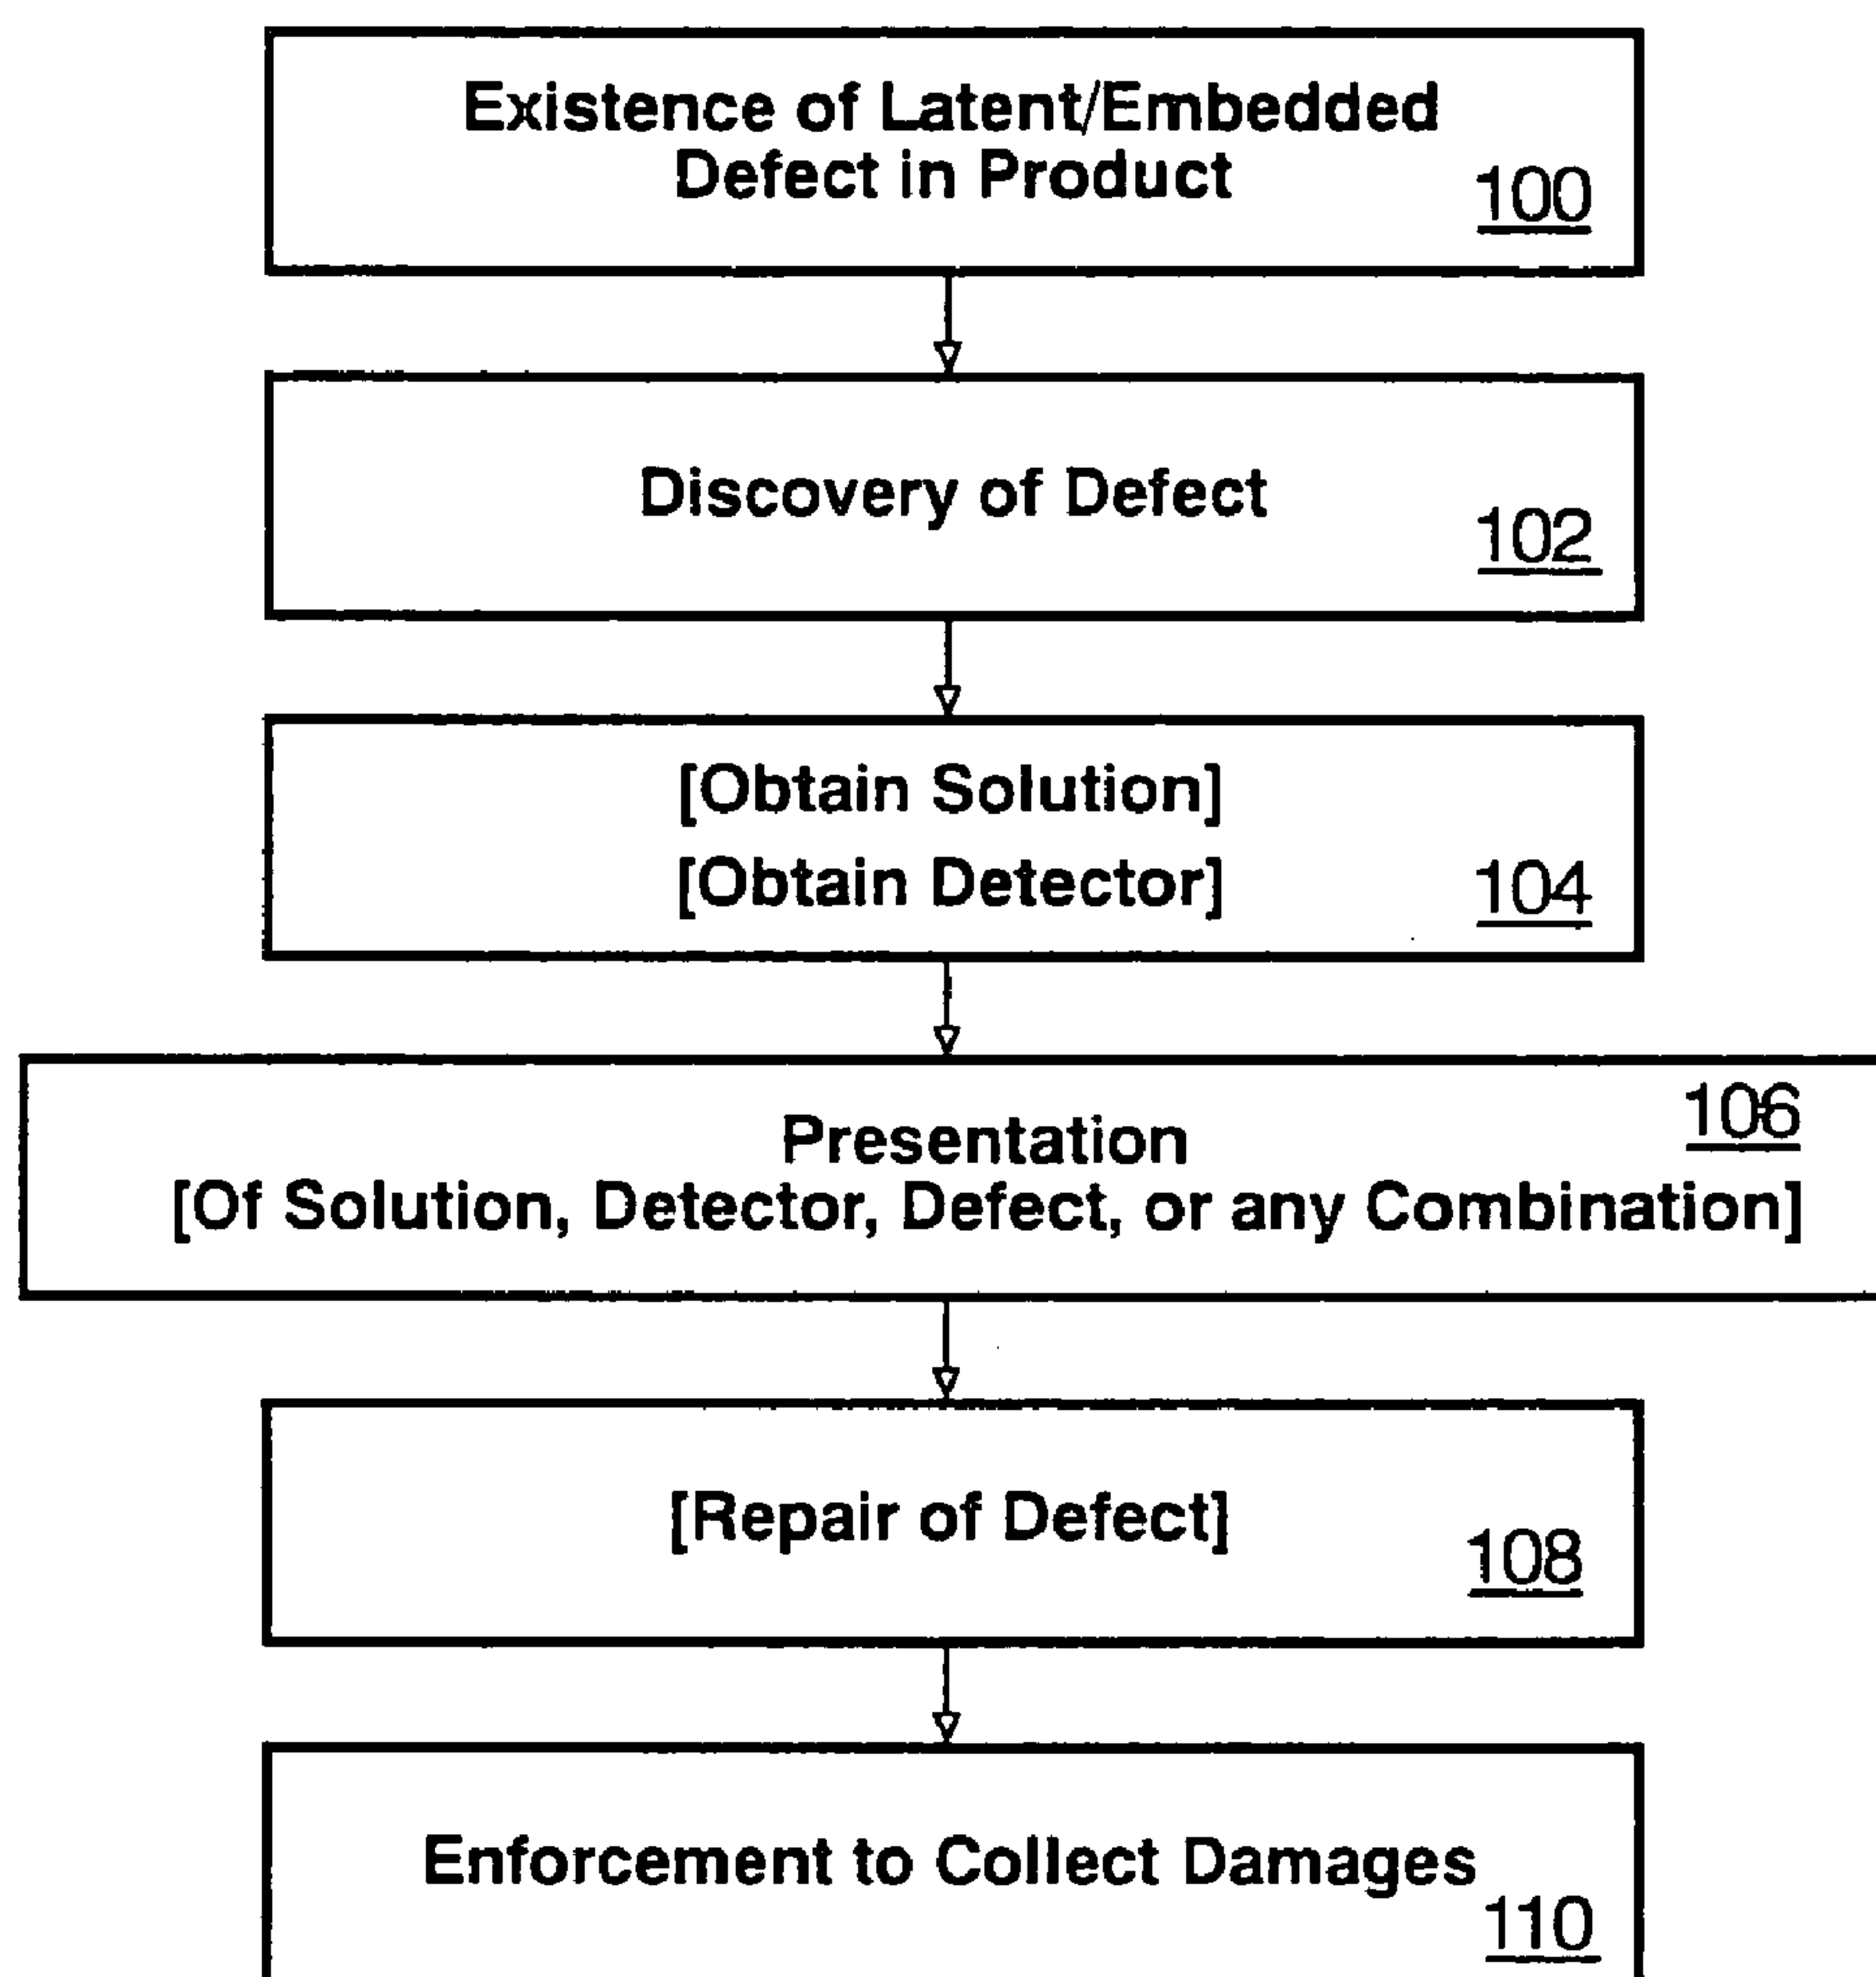 Existence of Latent/Embedded
Defect in Product
100
Discovery of Defect
102
[Obtain Solution]
[Obtain Detector]
104
106
Presentation
[Of Solution, Detector, Defect, or any Combination]
[Repair of Defect]
108
Enforcement to Collect Damages
110